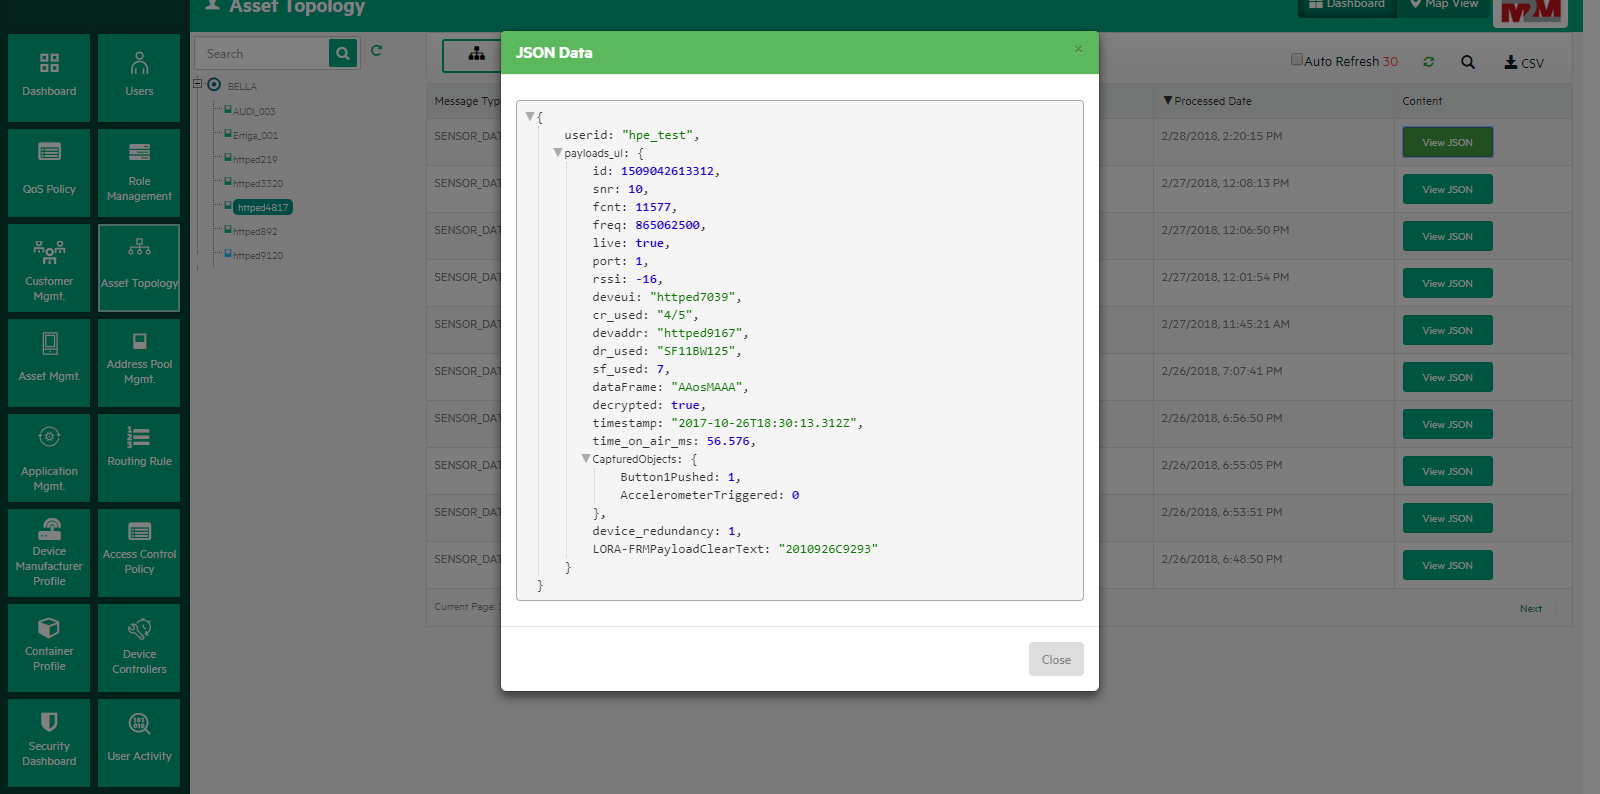 Asset Topology
Dashboard
Map View
M2M
Dashboard
Users
QoS Policy
Role
Management
Customer
Mgmt.
Asset Topology
Asset Mgmt.
Address Pool
Mgmt.
Application
Mgmt.
Routing Rule
Device
Manufacturer
Profile
Access Control
Policy
Container
Profile
Device
Controllers
Security
Dashboard
User Activity
Search
BELLA
AUDI_003
Ertiga_001
httped219
httped3320
httped4817
httped892
httped9120
Auto Refresh 30
CSV
Message Typ
Processed Date
Content
SENSOR_DAT
2/28/2018, 2:20:15 PM
View JSON
SENSOR_DAT
2/27/2018, 12:08:13 PM
View JSON
SENSOR_DAT
2/27/2018, 12:06:50 PM
View JSON
SENSOR_DAT
2/27/2018, 12:01:54 PM
View JSON
SENSOR_DAT
2/27/2018, 11:45:21 AM
View JSON
SENSOR_DAT
2/26/2018, 7:07:41 PM
View JSON
SENSOR_DAT
2/26/2018, 6:56:50 PM
View JSON
SENSOR_DAT
2/26/2018, 6:55:05 PM
View JSON
SENSOR_DAT
2/26/2018, 6:53:51 PM
View JSON
SENSOR_DAT
2/26/2018, 6:48:50 PM
View JSON
Current Page:
Next
JSON Data
×
{
userid: "hpe_test",
payloads_ul: {
id: 1509042613312,
snr: 10,
fcnt: 11577,
freq: 865062500,
live: true,
port: 1,
rssi: -16,
deveui: "httped7039",
cr_used: "4/5",
devaddr: "httped9167",
dr_used: "SF11BW125",
sf_used: 7,
dataFrame: "AAosMAAA",
decrypted: true,
timestamp: "2017-10-26T18:30:13.312Z",
time_on_air_ms: 56.576,
CapturedObjects: {
Button1Pushed: 1,
AccelerometerTriggered: 0
},
device_redundancy: 1,
LORA-FRMPayloadClearText: "2010926C9293"
}
}
Close